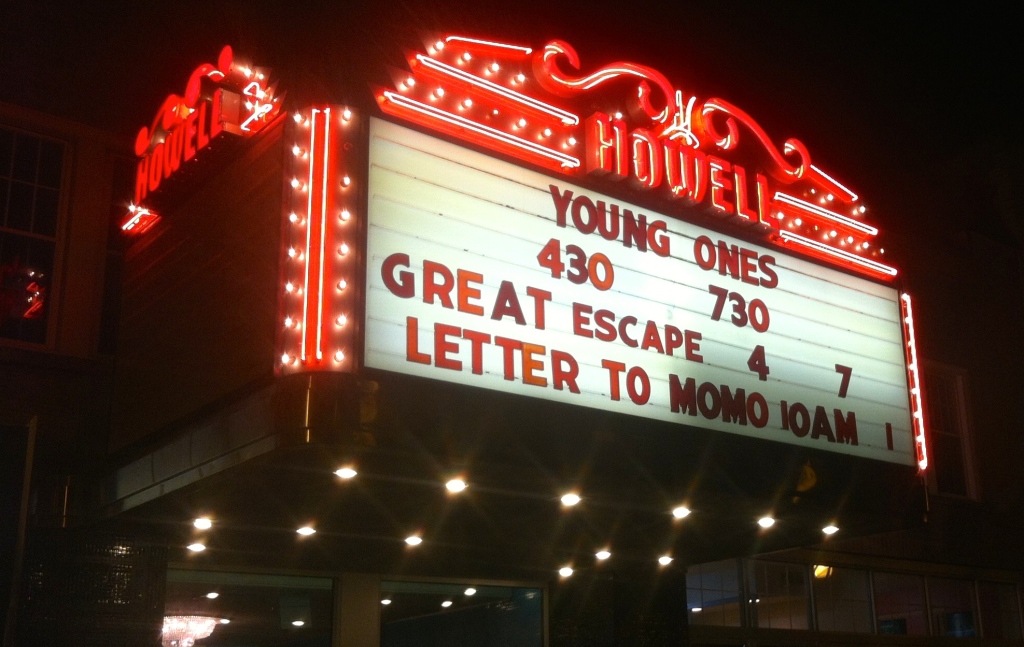 HOWELL
HOWELL
YOUNG ONES
430 730
GREAT ESCAPE 4 7
LETTER TO MOMO 10AM 1